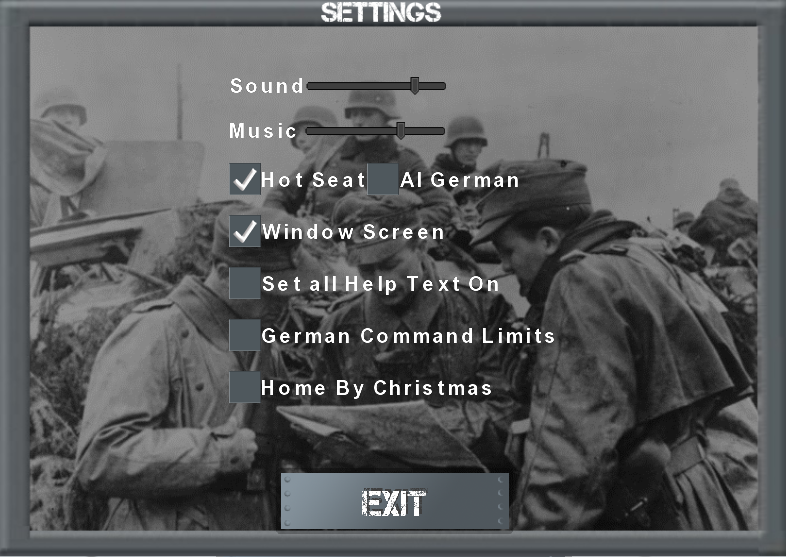 SETTINGS
Sound
Music
Hot Seat AI German
Window Screen
Set all Help Text On
German Command Limits
Home By Christmas
EXIT